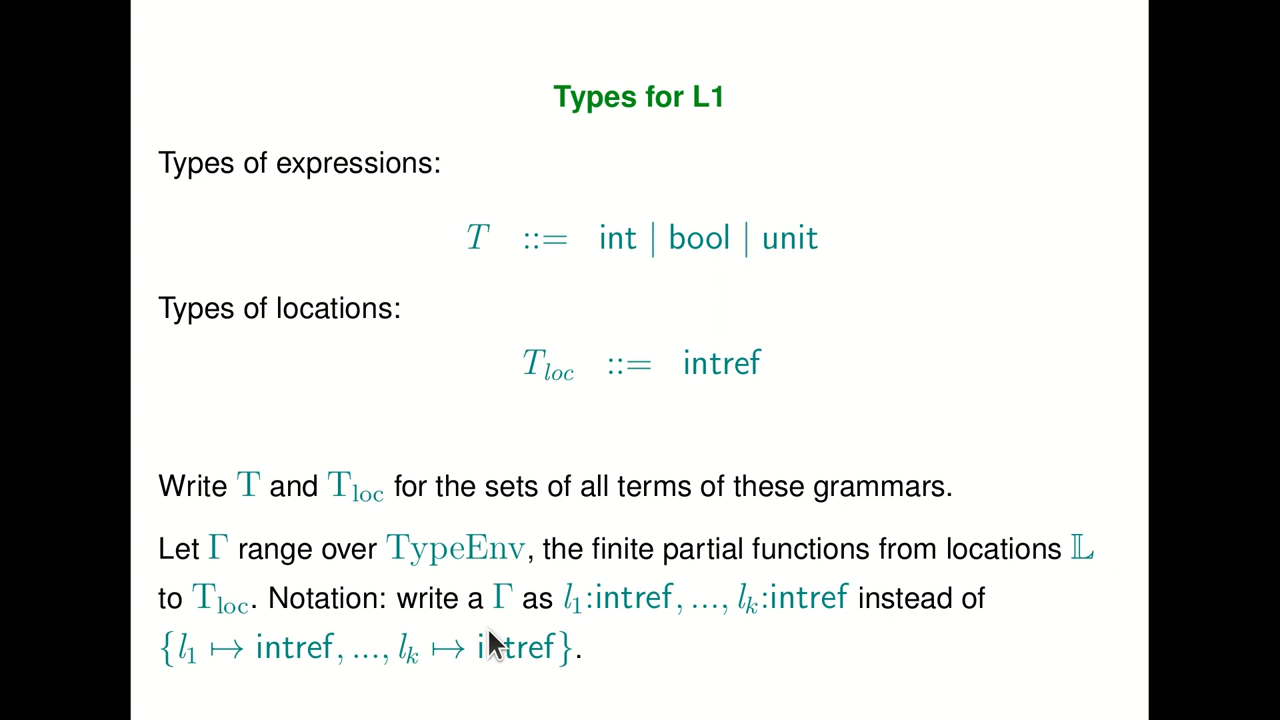 Types for L1
Types of expressions:
T ::= int | bool | unit
Types of locations:
T_loc ::= intref
Write T and T_loc for the sets of all terms of these grammars.
Let Γ range over TypeEnv, the finite partial functions from locations 𝕃
to T_loc. Notation: write a Γ as l₁:intref, ..., lₖ:intref instead of
{l₁ ↦ intref, ..., lₖ ↦ intref}.